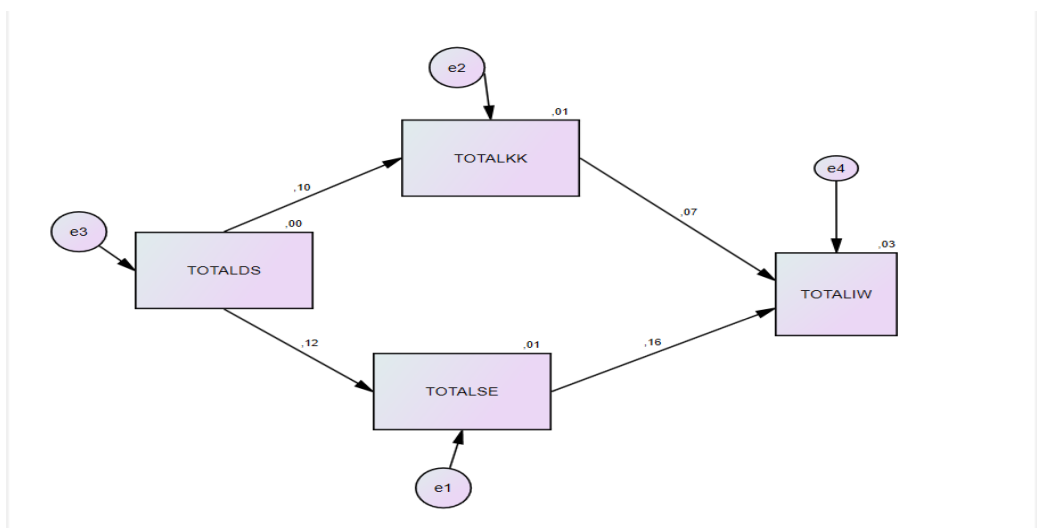 e2
,01
TOTALKK
e4
,10
,07
,00
e3
,03
TOTALDS
TOTALIW
,12
,01
,16
TOTALSE
e1